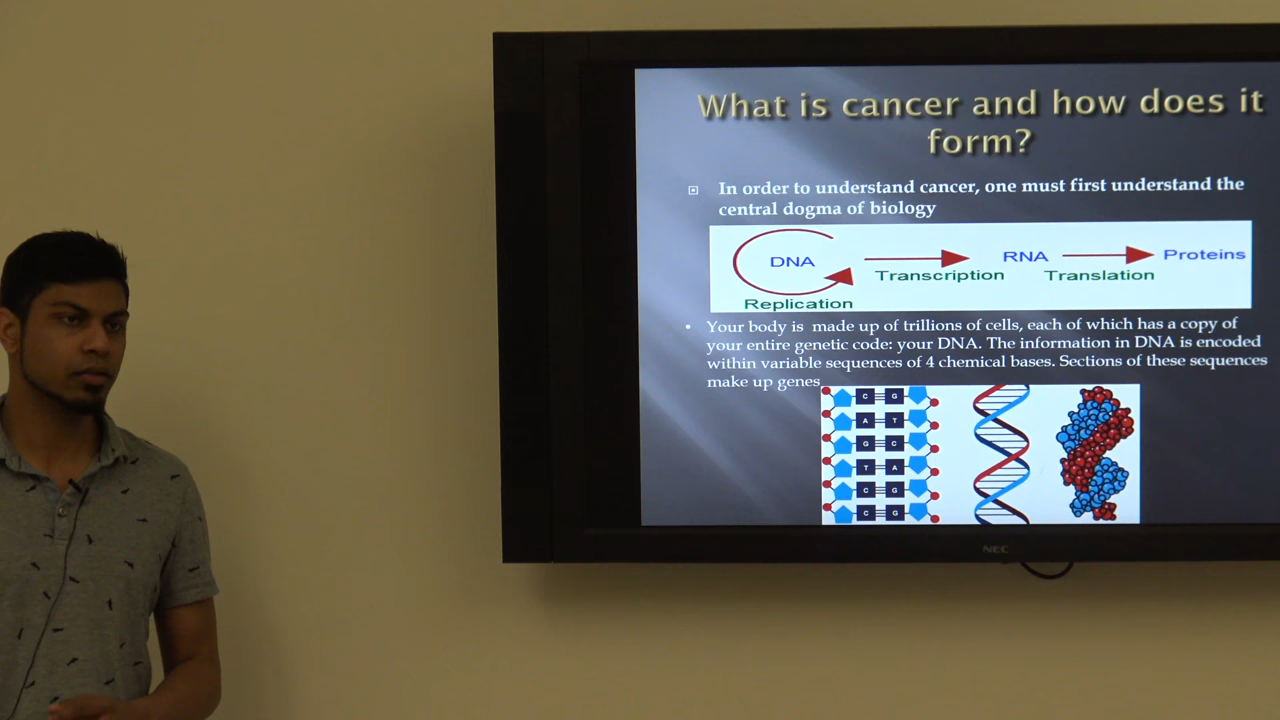 What is cancer and how does it
form?
In order to understand cancer, one must first understand the
central dogma of biology
DNA
RNA
Proteins
Transcription
Translation
Replication
Your body is made up of trillions of cells, each of which has a copy of
your entire genetic code: your DNA. The information in DNA is encoded
within variable sequences of 4 chemical bases. Sections of these sequences
make up genes
C G
A T
G C
T A
C G
C G
NEC